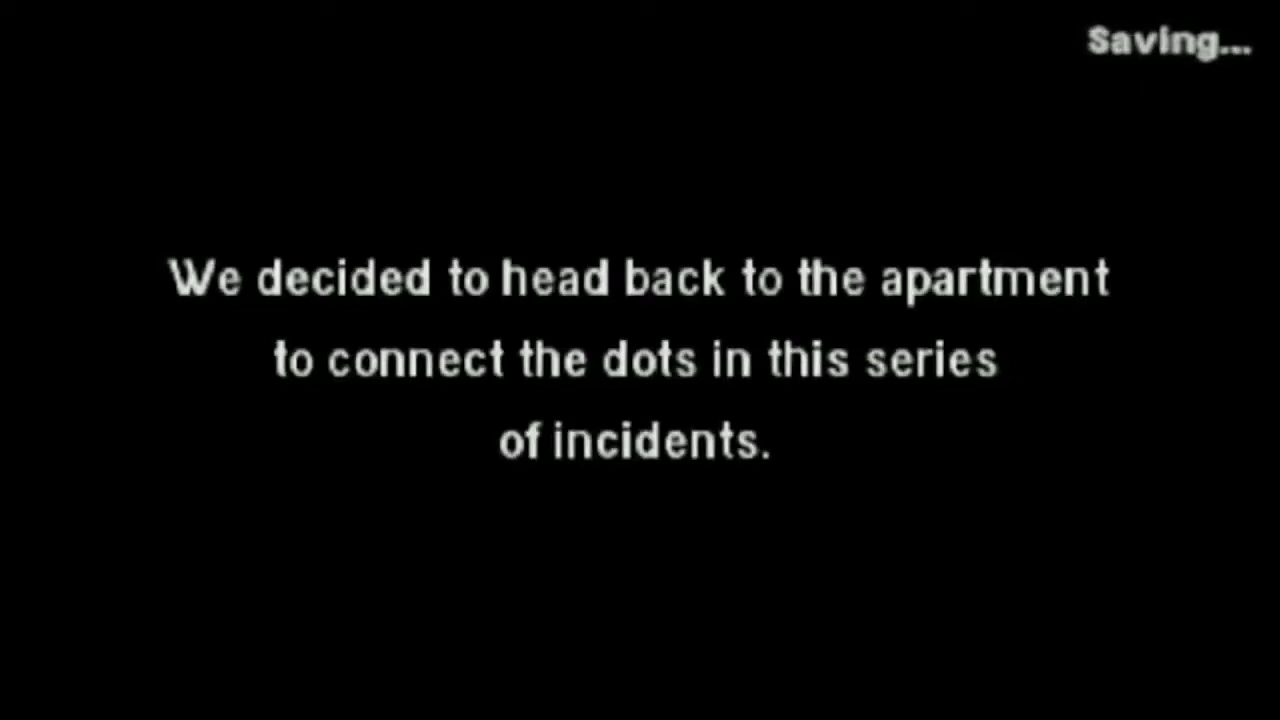 Saving...
We decided to head back to the apartment
to connect the dots in this series
of incidents.